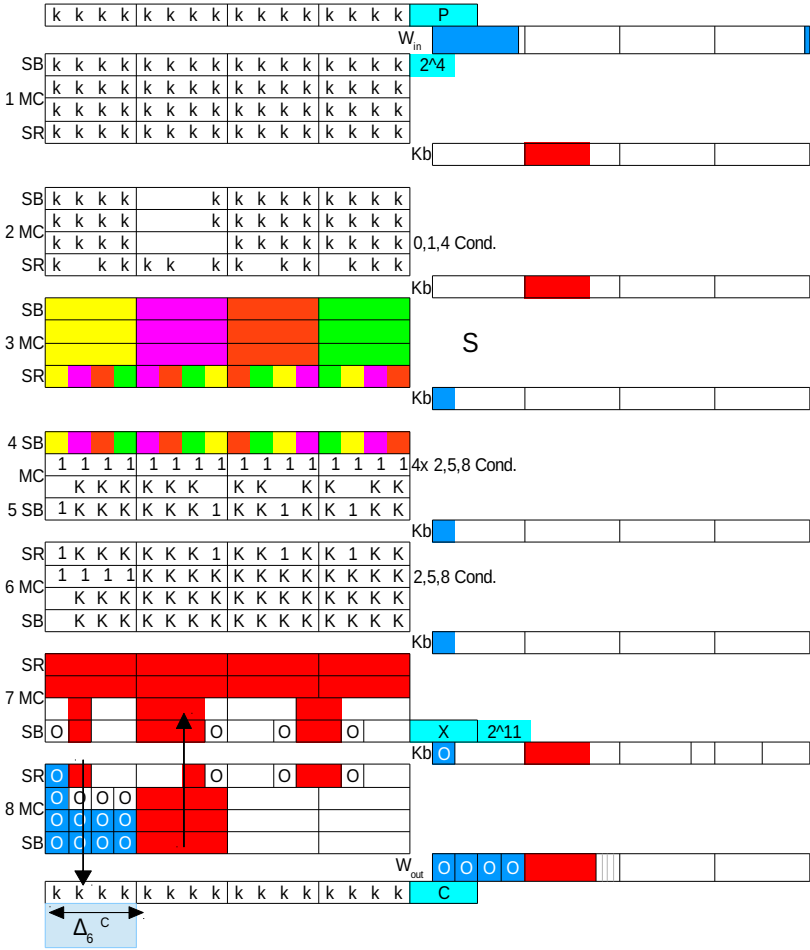 k k k k k k k k k k k k k k k k P
W_in
SB k k k k k k k k k k k k k k k k 2^4
k k k k k k k k k k k k k k k k
1 MC
k k k k k k k k k k k k k k k k
SR k k k k k k k k k k k k k k k k
Kb
SB k k k k k k k k k k k k k
k k k k k k k k k k k k k
2 MC
k k k k k k k k k k k k 0,1,4 Cond.
SR k k k k k k k k k k k k
Kb
SB
3 MC S
SR
Kb
4 SB
1 1 1 1 1 1 1 1 1 1 1 1 1 1 1 1 4x 2,5,8 Cond.
MC
K K K K K K K K K K K K
5 SB 1 K K K K K K 1 K K 1 K K 1 K K
Kb
SR 1 K K K K K K 1 K K 1 K K 1 K K
1 1 1 1 K K K K K K K K K K K K 2,5,8 Cond.
6 MC
K K K K K K K K K K K K K K K
SB K K K K K K K K K K K K K K K
Kb
SR
7 MC
SB O O O O X 2^11
Kb O
SR O O O O
O O O O
8 MC
O O O O
SB O O O O
W_out O O O O
k k k k k k k k k k k k k k k k C
Δ_6 ^C